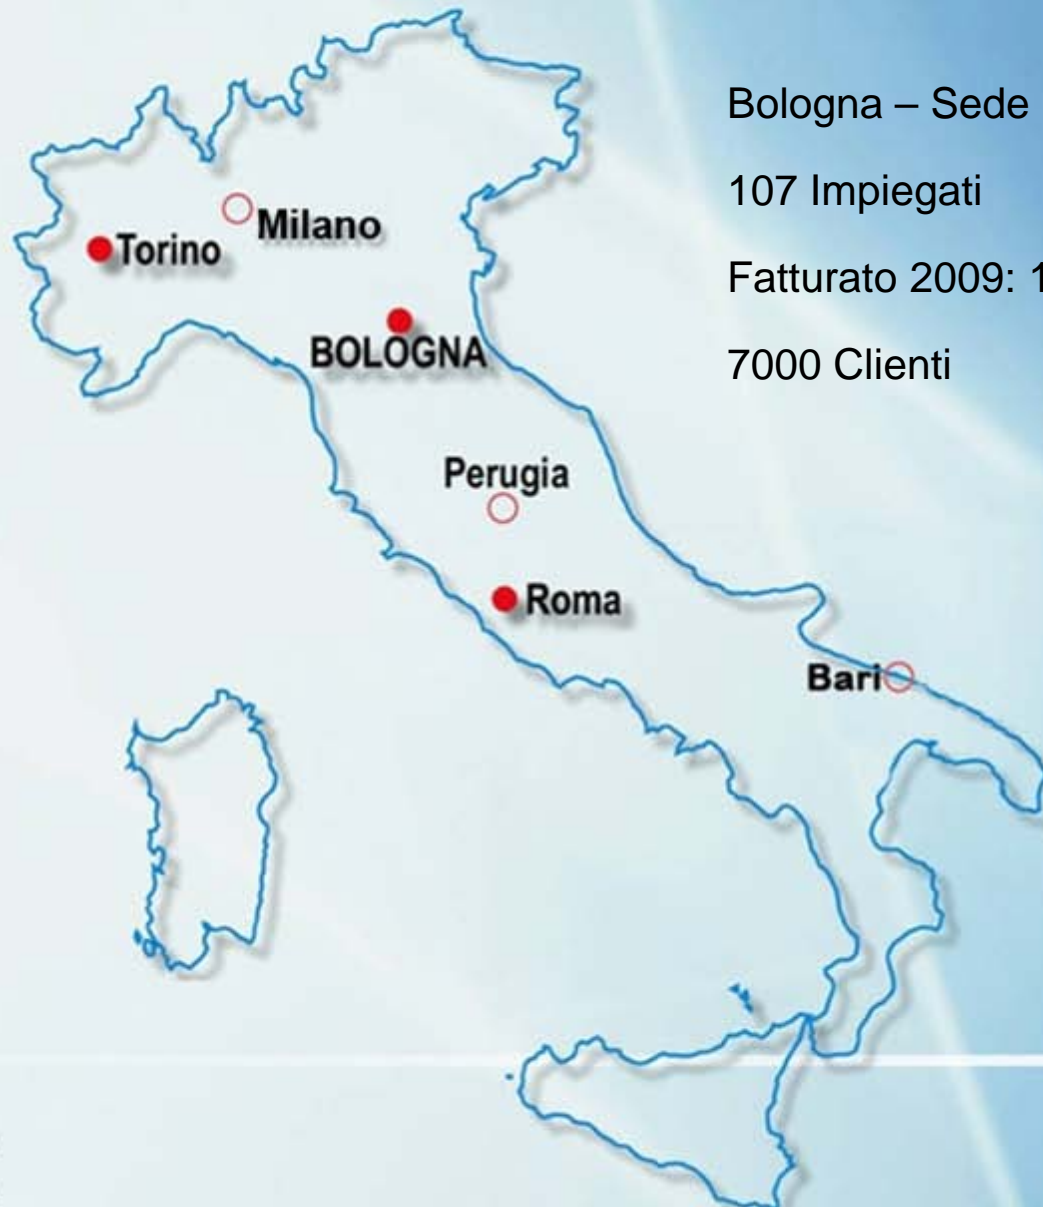 Bologna – Sede
107 Impiegati
Fatturato 2009: 1
7000 Clienti
Milano
Torino
BOLOGNA
Perugia
Roma
Bari